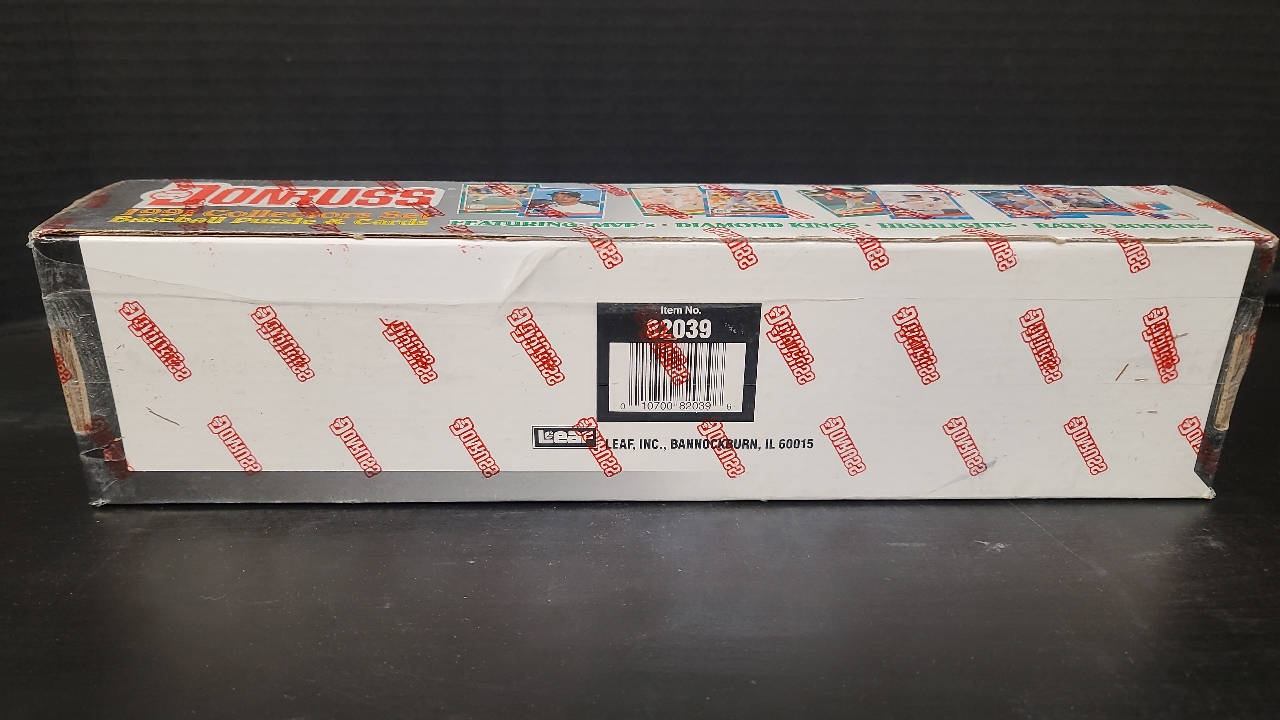 DONRUSS
1991 Collectors Set
Baseball Puzzle & Cards
FEATURING: MVP's • DIAMOND KINGS • HIGHLIGHTS • RATED ROOKIES
Item No.
82039
0 10700 82039 6
Leaf LEAF, INC., BANNOCKBURN, IL 60015